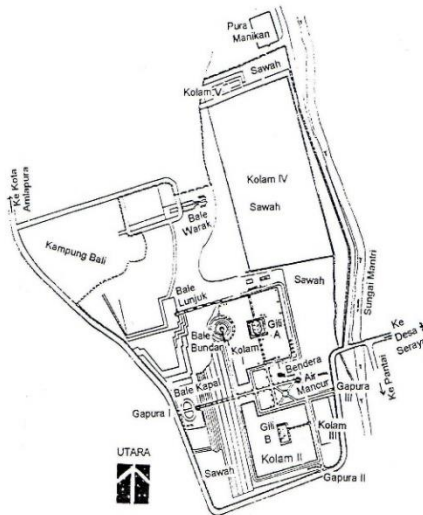 Pura
Manikan
Sawah
Kolam V
Kolam IV
Sawah
Ke Kota
Amlapura
Bale
Warak
Kampung Bali
Sungai Mantri
Sawah
Bale
Lunjuk
Gili
A
Bale
Bundan
Kolam
Ke
Desa
Seraya
Bendera
Air
Mancur
Ke Pantai
Bale Kapal
Gapura
III
Gapura I
Gili
B
Kolam
III
Kolam II
UTARA
Sawah
Gapura II